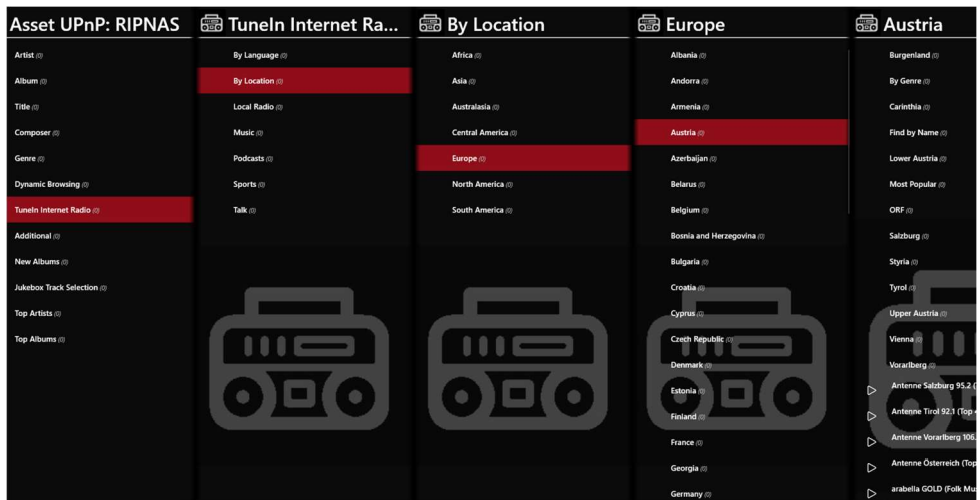 Asset UPnP: RIPNAS
Artist (0)
Album (0)
Title (0)
Composer (0)
Genre (0)
Dynamic Browsing (0)
TuneIn Internet Radio (0)
Additional (0)
New Albums (0)
Jukebox Track Selection (0)
Top Artists (0)
Top Albums (0)
TuneIn Internet Ra...
By Language (0)
By Location (0)
Local Radio (0)
Music (0)
Podcasts (0)
Sports (0)
Talk (0)
By Location
Africa (0)
Asia (0)
Australasia (0)
Central America (0)
Europe (0)
North America (0)
South America (0)
Europe
Albania (0)
Andorra (0)
Armenia (0)
Austria (0)
Azerbaijan (0)
Belarus (0)
Belgium (0)
Bosnia and Herzegovina (0)
Bulgaria (0)
Croatia (0)
Cyprus (0)
Czech Republic (0)
Denmark (0)
Estonia (0)
Finland (0)
France (0)
Georgia (0)
Germany (0)
Austria
Burgenland (0)
By Genre (0)
Carinthia (0)
Find by Name (0)
Lower Austria (0)
Most Popular (0)
ORF (0)
Salzburg (0)
Styria (0)
Tyrol (0)
Upper Austria (0)
Vienna (0)
Vorarlberg (0)
Antenne Salzburg 95.2
Antenne Tirol 92.1 (Top
Antenne Vorarlberg 106.
Antenne Österreich (Top
arabella GOLD (Folk